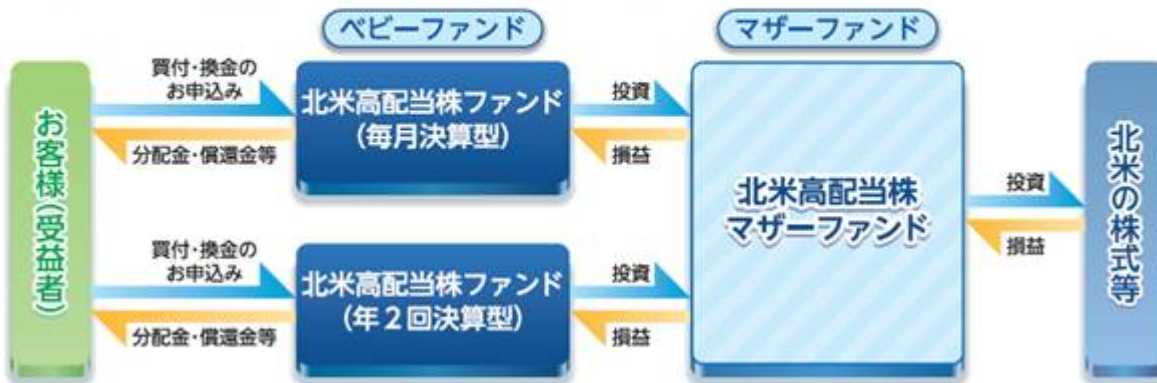 ベビーファンド
マザーファンド
お客様(受益者)
買付・換金の
お申込み
分配金・償還金等
北米高配当株ファンド
(毎月決算型)
投資
損益
買付・換金の
お申込み
分配金・償還金等
北米高配当株ファンド
(年2回決算型)
投資
損益
北米高配当株
マザーファンド
投資
損益
北米の株式等